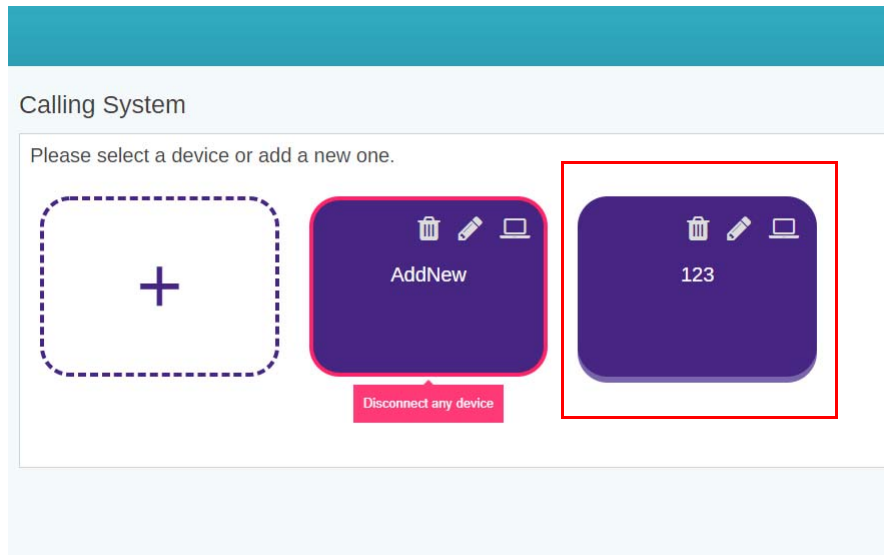 Calling System
Please select a device or add a new one.
AddNew
123
Disconnect any device